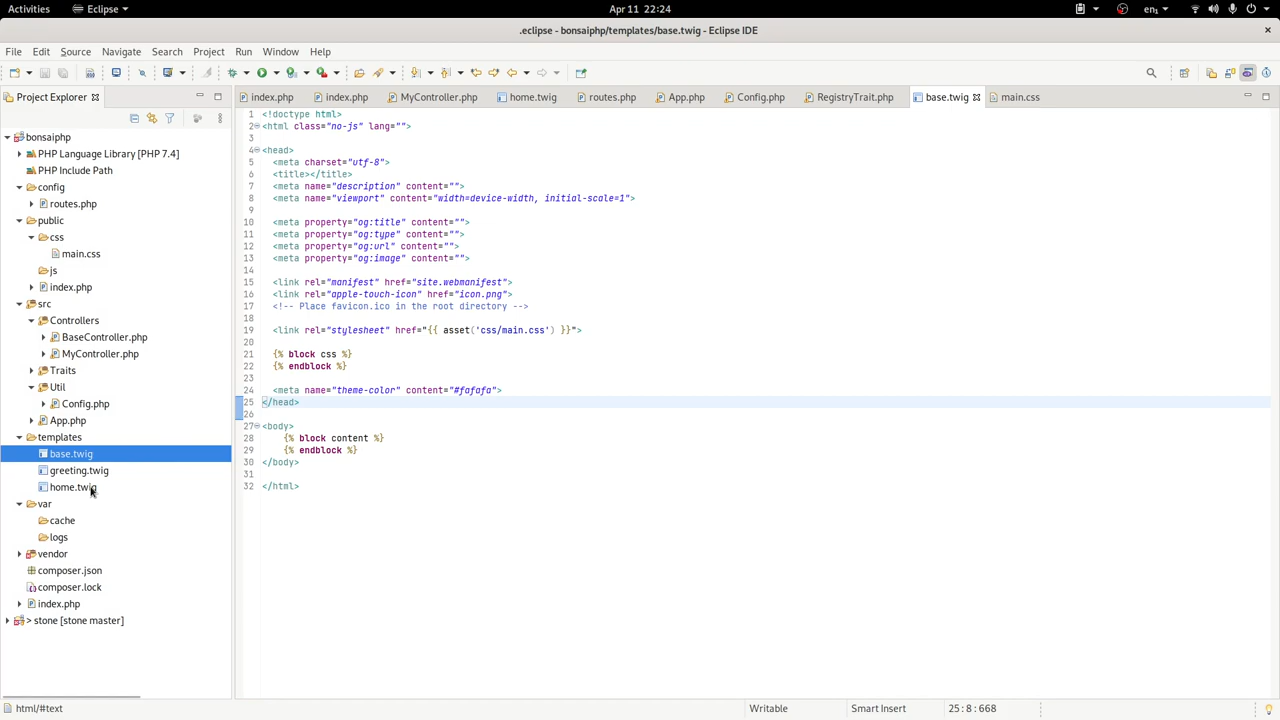 Activities Eclipse Apr 11 22:24 en₁
.eclipse - bonsaiphp/templates/base.twig - Eclipse IDE
File Edit Source Navigate Search Project Run Window Help
Project Explorer
index.php index.php MyController.php home.twig routes.php App.php Config.php RegistryTrait.php base.twig main.css
bonsaiphp
PHP Language Library [PHP 7.4]
PHP Include Path
config
routes.php
public
css
main.css
js
index.php
src
Controllers
BaseController.php
MyController.php
Traits
Util
Config.php
App.php
templates
base.twig
greeting.twig
home.twig
var
cache
logs
vendor
composer.json
composer.lock
index.php
> stone [stone master]
1 <!doctype html>
2 <html class="no-js" lang="">
3
4 <head>
5 <meta charset="utf-8">
6 <title></title>
7 <meta name="description" content="">
8 <meta name="viewport" content="width=device-width, initial-scale=1">
9
10 <meta property="og:title" content="">
11 <meta property="og:type" content="">
12 <meta property="og:url" content="">
13 <meta property="og:image" content="">
14
15 <link rel="manifest" href="site.webmanifest">
16 <link rel="apple-touch-icon" href="icon.png">
17 <!-- Place favicon.ico in the root directory -->
18
19 <link rel="stylesheet" href="{{ asset('css/main.css') }}">
20
21 {% block css %}
22 {% endblock %}
23
24 <meta name="theme-color" content="#fafafa">
25 </head>
26
27 <body>
28 {% block content %}
29 {% endblock %}
30 </body>
31
32 </html>
html/#text Writable Smart Insert 25 : 8 : 668